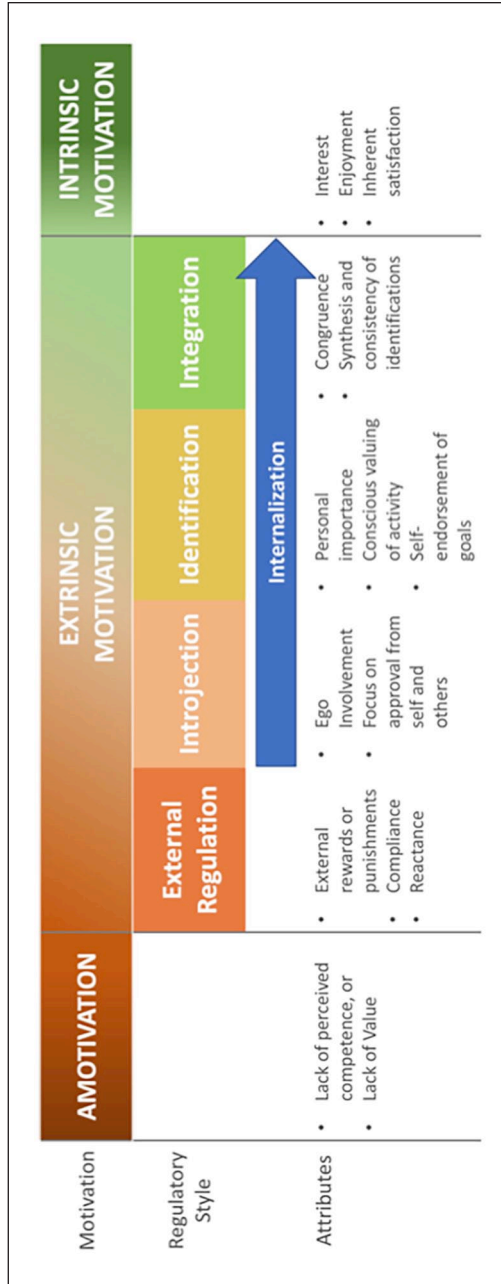 Motivation
AMOTIVATION
EXTRINSIC
MOTIVATION
INTRINSIC
MOTIVATION
Regulatory
Style
External
Regulation
Introjection
Identification
Integration
Internalization
Attributes
• Lack of perceived
competence, or
• Lack of Value
• External
rewards or
punishments
• Compliance
• Reactance
• Ego
Involvement
• Focus on
approval from
self and
others
• Personal
importance
• Conscious valuing
of activity
• Self-
endorsement of
goals
• Congruence
• Synthesis and
consistency of
identifications
• Interest
• Enjoyment
• Inherent
satisfaction